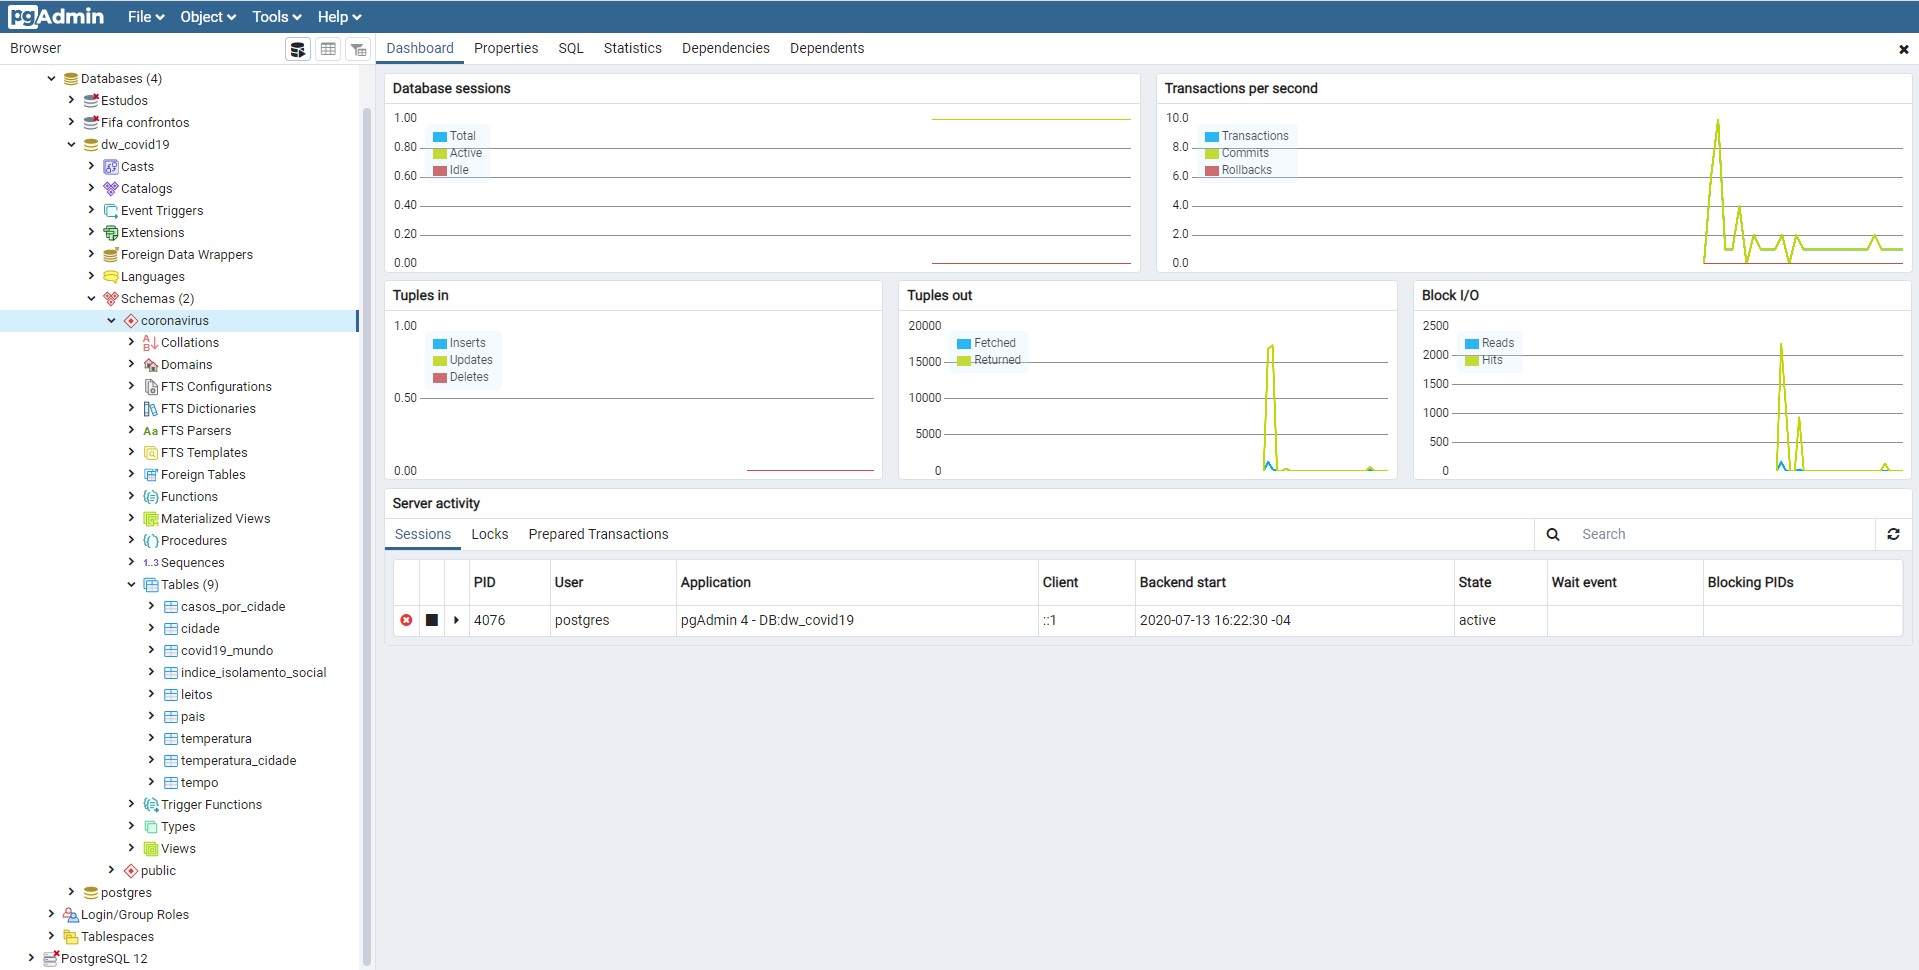 pgAdmin File Object Tools Help
Browser
Databases (4)
Estudos
Fifa confrontos
dw_covid19
Casts
Catalogs
Event Triggers
Extensions
Foreign Data Wrappers
Languages
Schemas (2)
coronavirus
Collations
Domains
FTS Configurations
FTS Dictionaries
Aa FTS Parsers
FTS Templates
Foreign Tables
Functions
Materialized Views
Procedures
1..3 Sequences
Tables (9)
casos_por_cidade
cidade
covid19_mundo
indice_isolamento_social
leitos
pais
temperatura
temperatura_cidade
tempo
Trigger Functions
Types
Views
public
postgres
Login/Group Roles
Tablespaces
PostgreSQL 12
Dashboard Properties SQL Statistics Dependencies Dependents
Database sessions
1.00
0.80
0.60
0.40
0.20
0.00
Total
Active
Idle
Transactions per second
10.0
8.0
6.0
4.0
2.0
0.0
Transactions
Commits
Rollbacks
Tuples in
1.00
0.50
0.00
Inserts
Updates
Deletes
Tuples out
20000
15000
10000
5000
0
Fetched
Returned
Block I/O
2500
2000
1500
1000
500
0
Reads
Hits
Server activity
Sessions Locks Prepared Transactions Search
PID User Application Client Backend start State Wait event Blocking PIDs
4076 postgres pgAdmin 4 - DB:dw_covid19 ::1 2020-07-13 16:22:30 -04 active